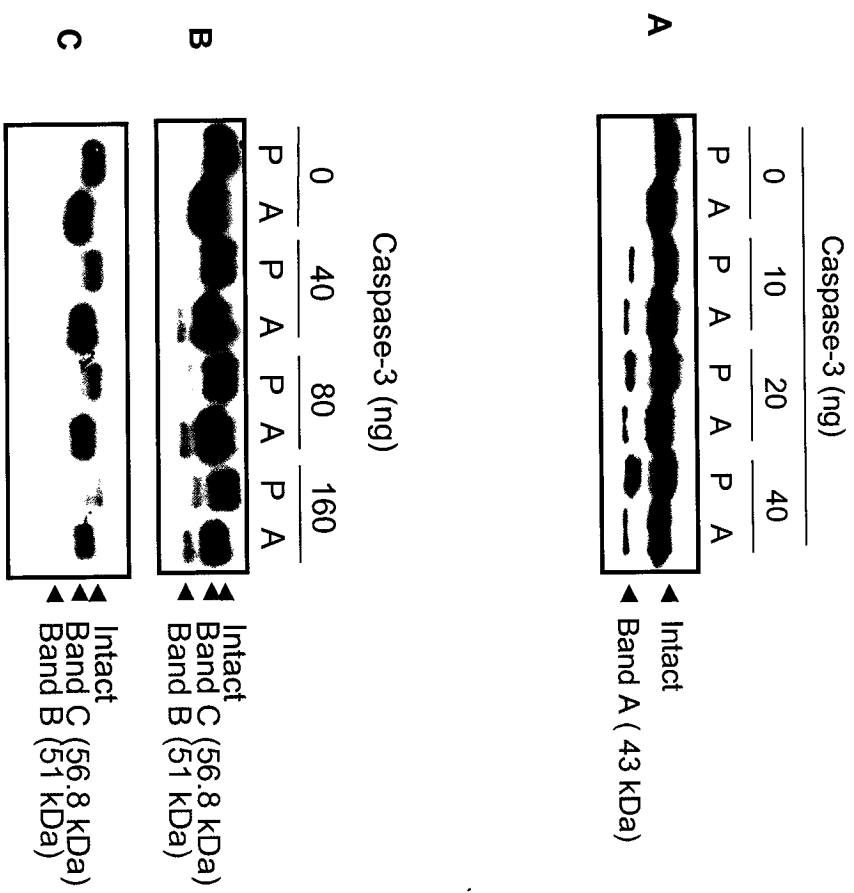 A
Caspase-3 (ng)
0 10 20 40
P A P A P A P A
Intact
Band A ( 43 kDa)
Caspase-3 (ng)
0 40 80 160
P A P A P A P A
B
Intact
Band C (56.8 kDa)
Band B (51 kDa)
C
Intact
Band C (56.8 kDa)
Band B (51 kDa)